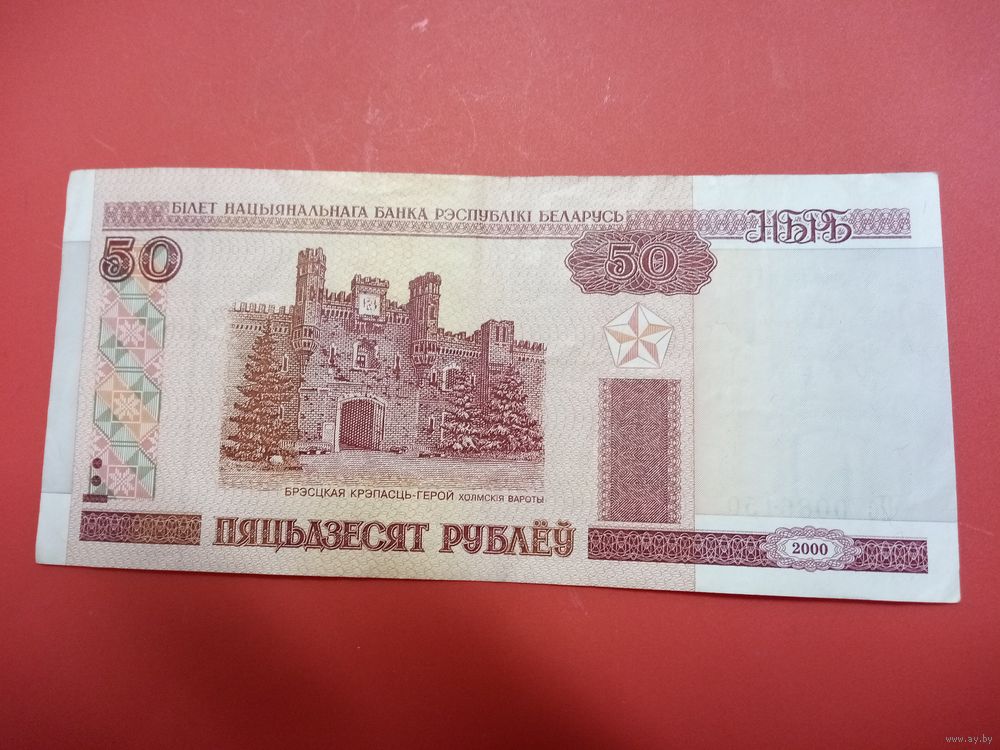 БІЛЕТ НАЦЫЯНАЛЬНАГА БАНКА РЭСПУБЛІКІ БЕЛАРУСЬ
НБРБ
50
50
БРЭСЦКАЯ КРЭПАСЦЬ-ГЕРОЙ ХОЛМСКІЯ ВАРОТЫ
ПЯЦЬДЗЕСЯТ РУБЛЁЎ
2000
www.ay.by